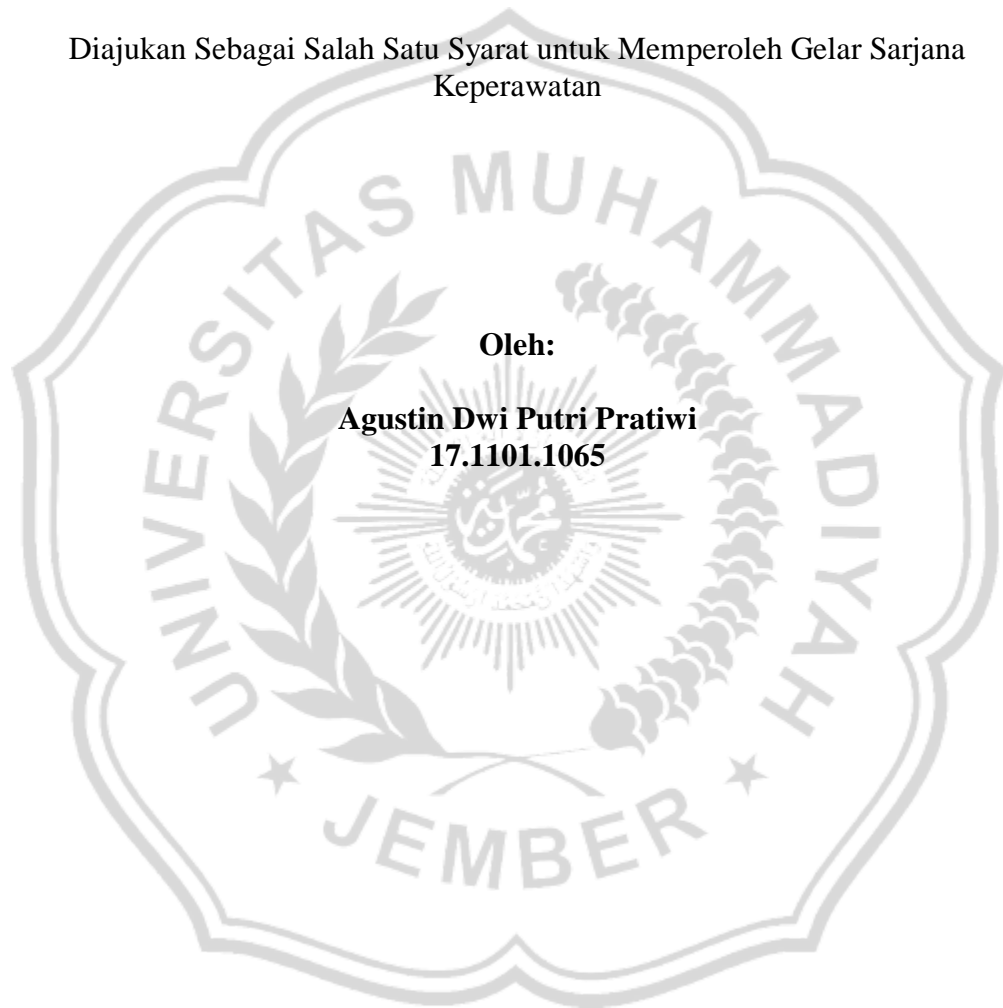 Diajukan Sebagai Salah Satu Syarat untuk Memperoleh Gelar Sarjana
Keperawatan
UNIVERSITAS MUHAMMADIYAH
Oleh:
Agustin Dwi Putri Pratiwi
17.1101.1065
JEMBER